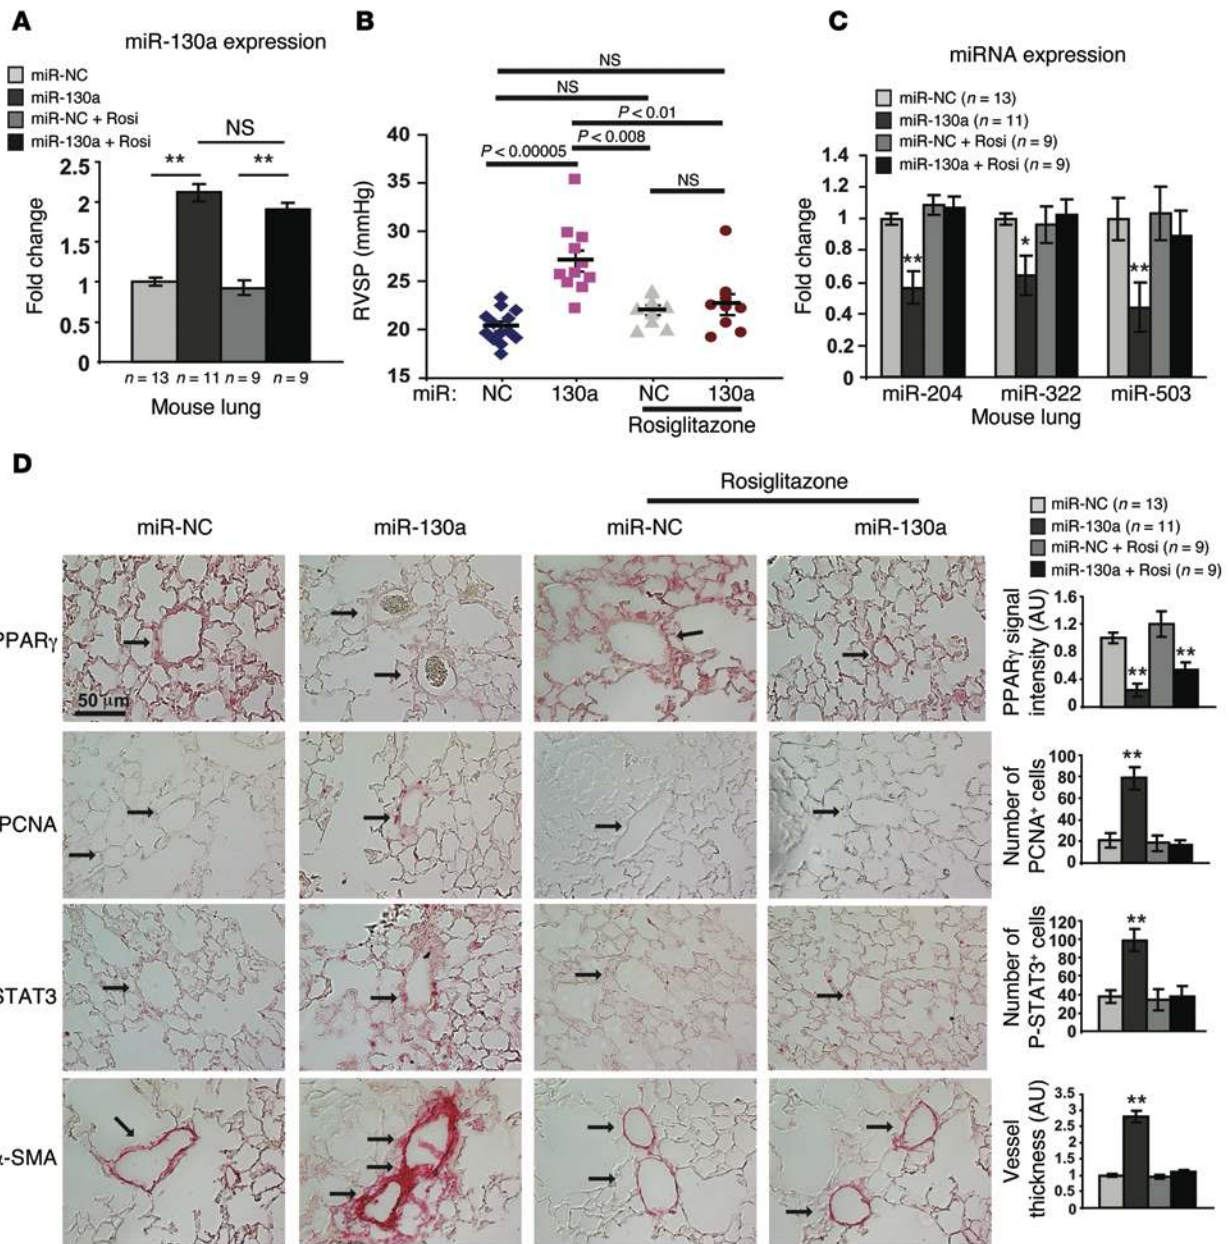 A
miR-130a expression
miR-NC
miR-130a
miR-NC + Rosi
miR-130a + Rosi
NS
**
**
Fold change
2.5
2
1.5
1
0.5
0
n = 13 n = 11 n = 9 n = 9
Mouse lung
B
NS
NS
P < 0.01
P < 0.008
P < 0.00005
NS
RVSP (mmHg)
40
35
30
25
20
15
miR: NC 130a NC 130a
Rosiglitazone
C
miRNA expression
miR-NC (n = 13)
miR-130a (n = 11)
miR-NC + Rosi (n = 9)
miR-130a + Rosi (n = 9)
Fold change
1.4
1.2
1
0.8
0.6
0.4
0.2
0
**
*
**
miR-204 miR-322 miR-503
Mouse lung
D
Rosiglitazone
miR-NC miR-130a miR-NC miR-130a
miR-NC (n = 13)
miR-130a (n = 11)
miR-NC + Rosi (n = 9)
miR-130a + Rosi (n = 9)
PPARγ
50 μm
PPARγ signal
intensity (AU)
1.6
1.2
0.8
0.4
0
**
**
PCNA
Number of
PCNA+ cells
100
80
60
40
20
0
**
STAT3
Number of
P-STAT3+ cells
120
100
80
60
40
20
0
**
α-SMA
Vessel
thickness (AU)
3.5
3
2.5
2
1.5
1
0.5
0
**